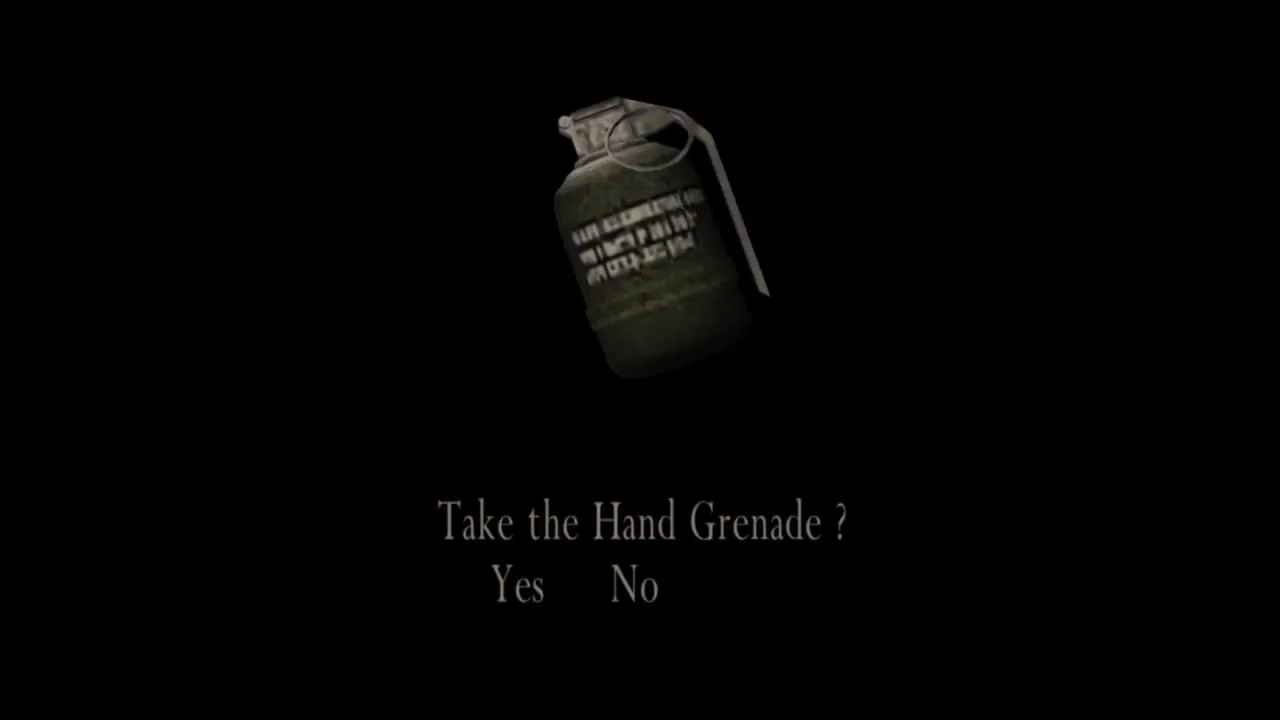 Take the Hand Grenade ?
Yes No